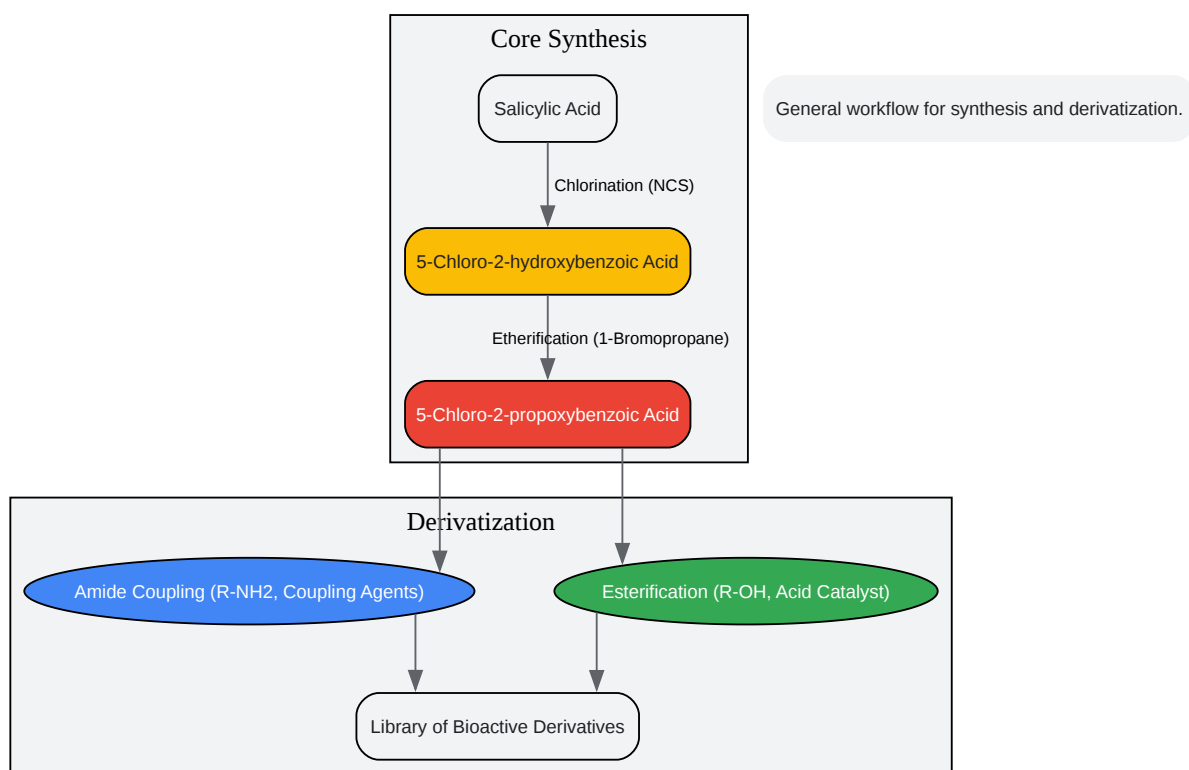 Core Synthesis
Salicylic Acid
General workflow for synthesis and derivatization.
Chlorination (NCS)
5-Chloro-2-hydroxybenzoic Acid
Etherification (1-Bromopropane)
5-Chloro-2-propoxybenzoic Acid
Derivatization
Amide Coupling (R-NH2, Coupling Agents)
Esterification (R-OH, Acid Catalyst)
Library of Bioactive Derivatives